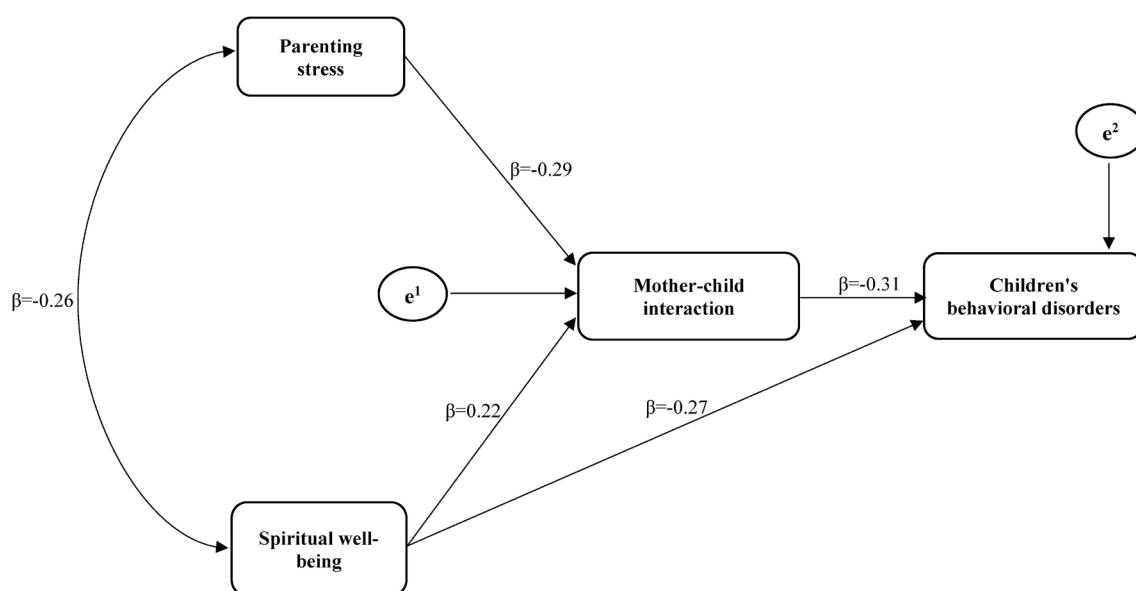 Parenting
stress
e²
β=-0.29
Mother-child
interaction
β=-0.31
Children's
behavioral disorders
e¹
β=-0.26
β=0.22
β=-0.27
Spiritual well-
being